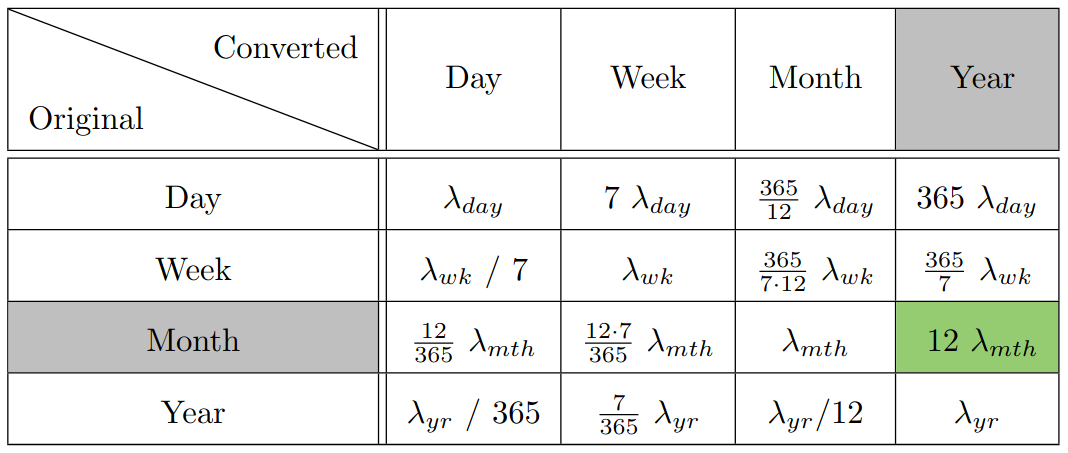 Converted
Original
Day Week Month Year
Day λ_day 7 λ_day 365/12 λ_day 365 λ_day
Week λ_wk / 7 λ_wk 365/7·12 λ_wk 365/7 λ_wk
Month 12/365 λ_mth 12·7/365 λ_mth λ_mth 12 λ_mth
Year λ_yr / 365 7/365 λ_yr λ_yr/12 λ_yr